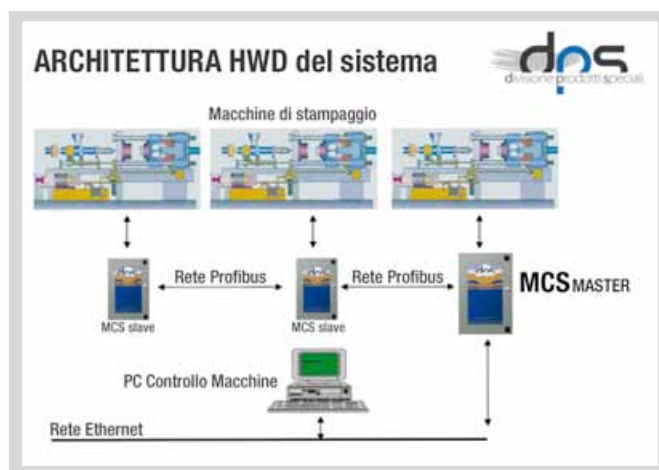 ARCHITETTURA HWD del sistema
dps
divisione prodotti speciali
Macchine di stampaggio
Rete Profibus
Rete Profibus
MCS MASTER
MCS slave
MCS slave
PC Controllo Macchine
Rete Ethernet